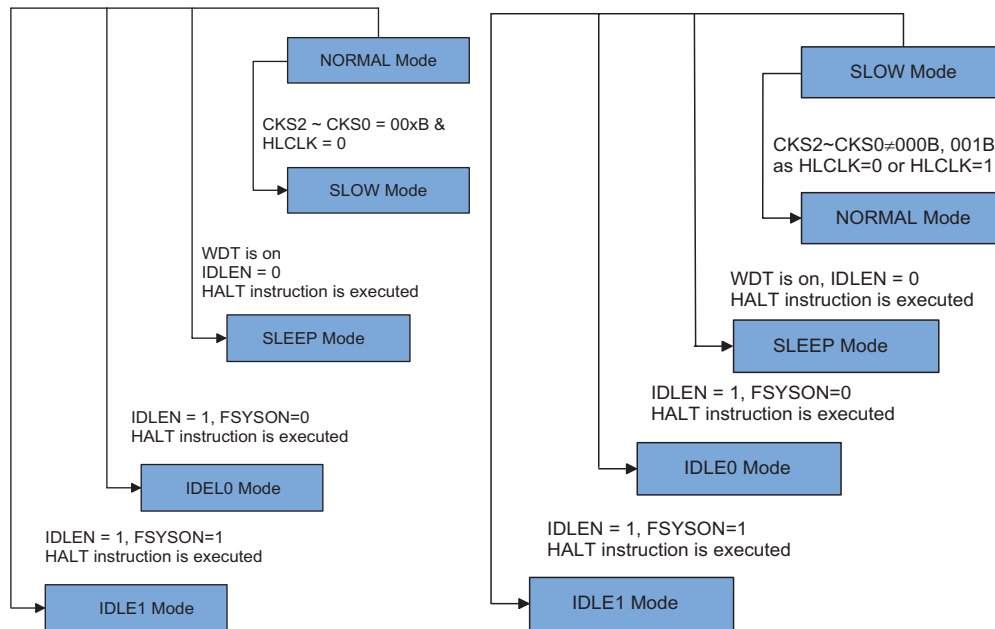 NORMAL Mode
CKS2 ~ CKS0 = 00xB &
HLCLK = 0
SLOW Mode
WDT is on
IDLEN = 0
HALT instruction is executed
SLEEP Mode
IDLEN = 1, FSYSON=0
HALT instruction is executed
IDEL0 Mode
IDLEN = 1, FSYSON=1
HALT instruction is executed
IDLE1 Mode
SLOW Mode
CKS2~CKS0≠000B, 001B
as HLCLK=0 or HLCLK=1
NORMAL Mode
WDT is on, IDLEN = 0
HALT instruction is executed
SLEEP Mode
IDLEN = 1, FSYSON=0
HALT instruction is executed
IDLE0 Mode
IDLEN = 1, FSYSON=1
HALT instruction is executed
IDLE1 Mode